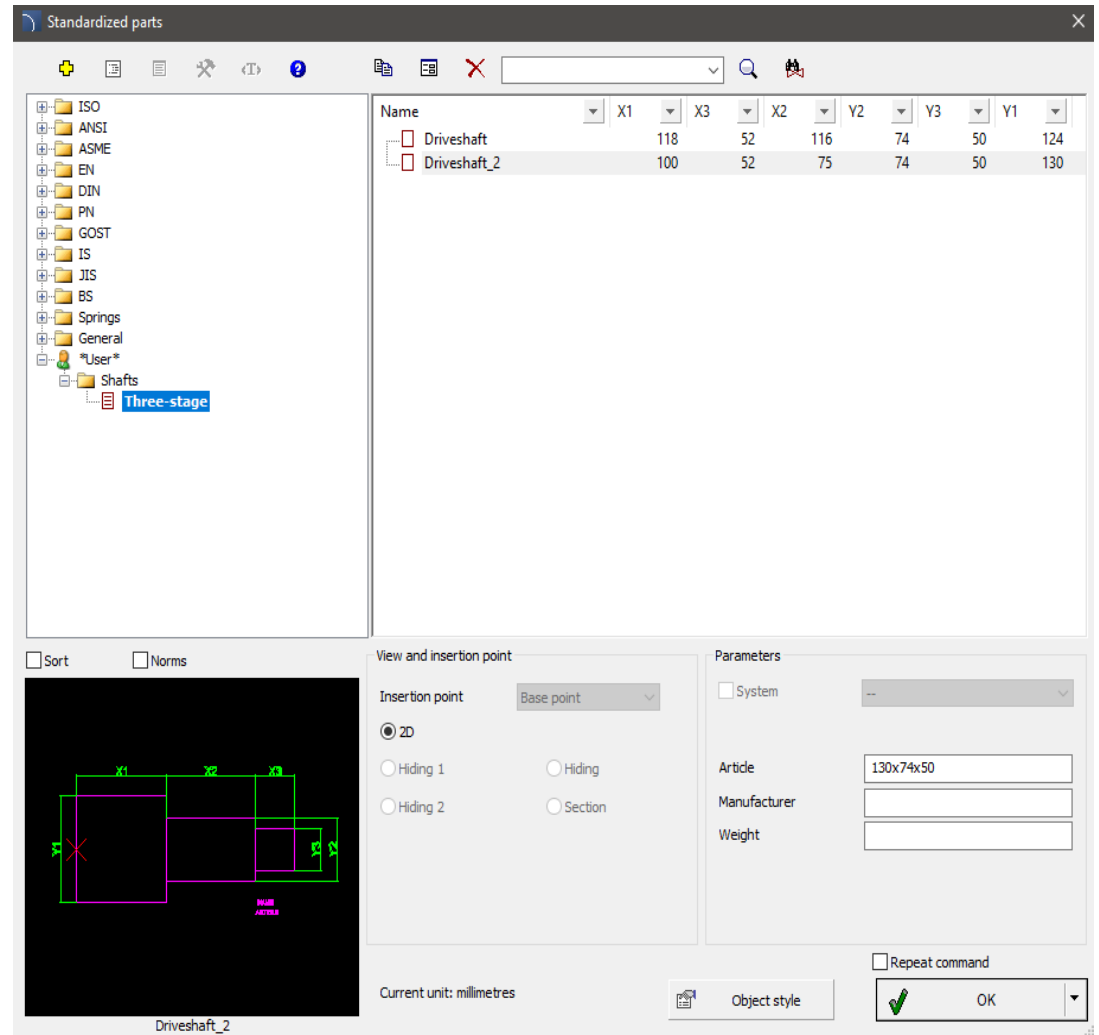 Standardized parts
<T>
ISO
ANSI
ASME
EN
DIN
PN
GOST
IS
JIS
BS
Springs
General
*User*
Shafts
Three-stage
Name X1 X3 X2 Y2 Y3 Y1
Driveshaft 118 52 116 74 50 124
Driveshaft_2 100 52 75 74 50 130
Sort Norms
X1 X2 X3
Y1 Y3 Y2
Driveshaft_2
View and insertion point
Insertion point Base point
2D
Hiding 1 Hiding
Hiding 2 Section
Parameters
System --
Article 130x74x50
Manufacturer
Weight
Repeat command
Current unit: millimetres Object style OK